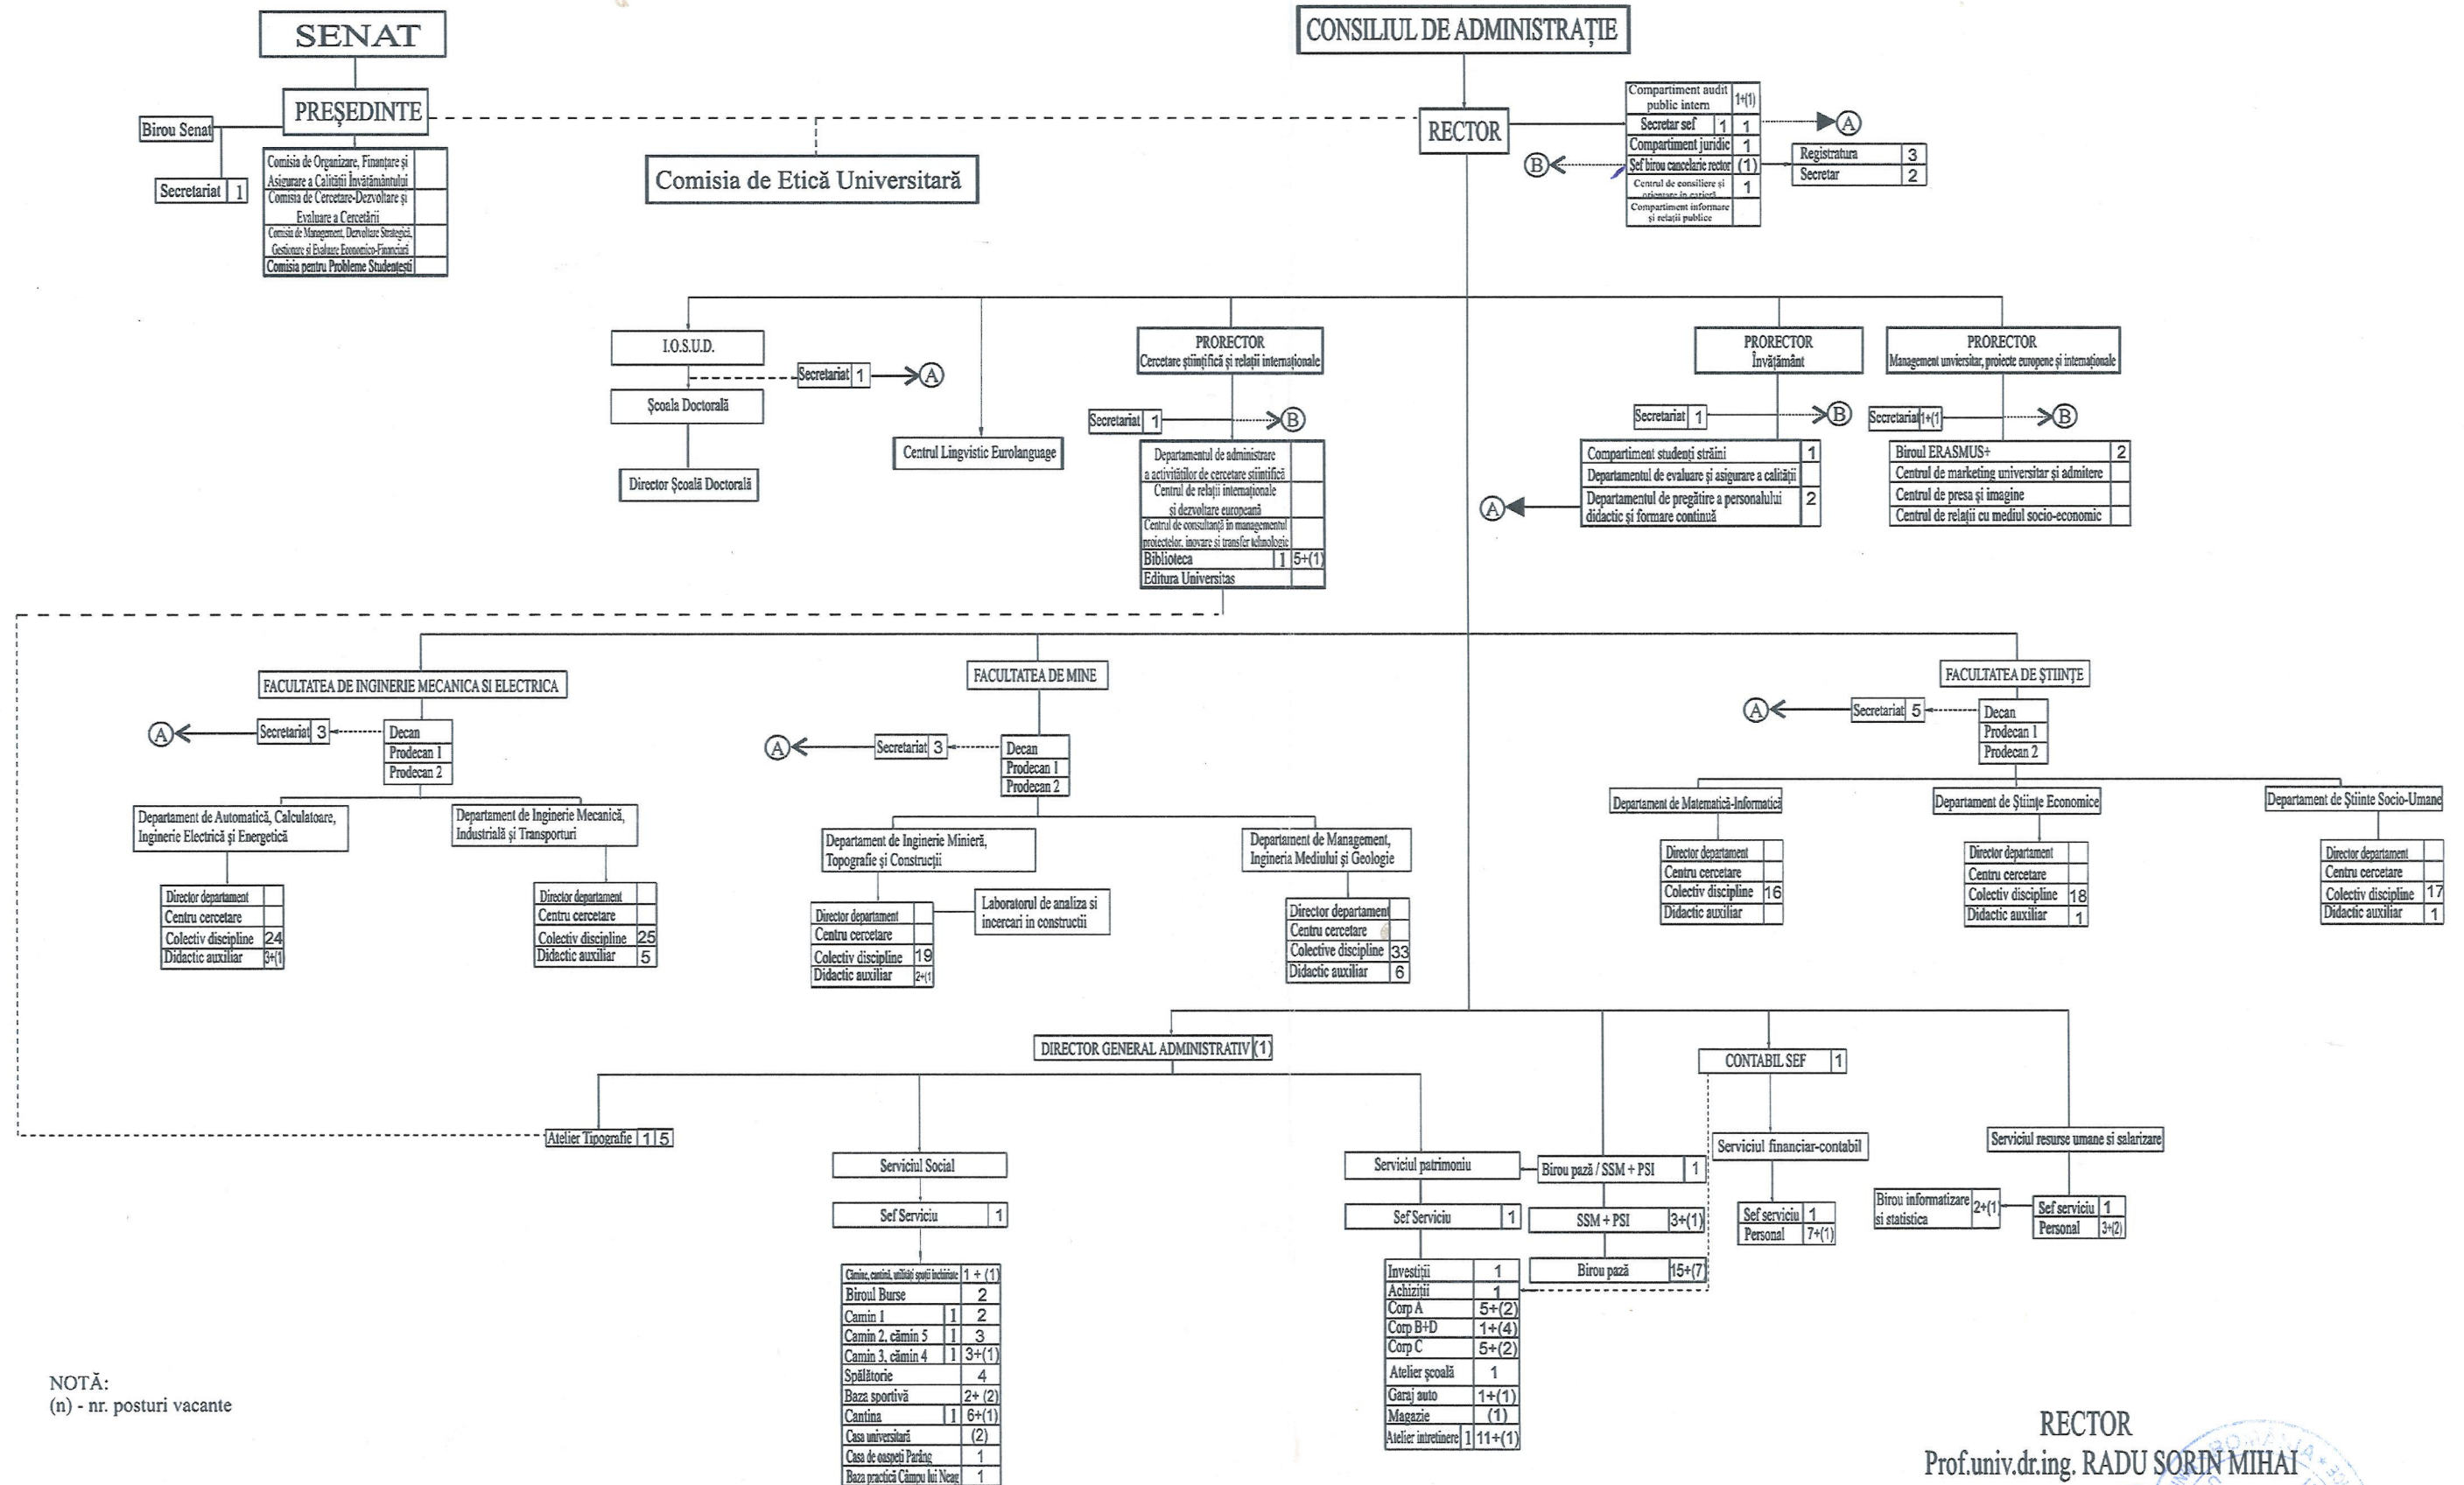 SENAT
CONSILIUL DE ADMINISTRAȚIE
PREȘEDINTE
Birou Senat
Secretariat 1
Comisia de Organizare, Finanțare și
Asigurare a Calității Învățământului
Comisia de Cercetare-Dezvoltare și
Evaluare a Cercetării
Comisia de Management, Dezvoltare Strategică,
Gestionare și Evaluare Economico-Financiară
Comisia pentru Probleme Studențești
Comisia de Etică Universitară
RECTOR
Compartiment audit
public intern 1+(1)
Secretar sef 1 1
A
Compartiment juridic 1
Șef birou cancelarie rector (1)
B
Centrul de consiliere și
orientare în carieră 1
Compartiment informare
și relații publice
Registratura 3
Secretar 2
I.O.S.U.D.
Secretariat 1
A
Școala Doctorală
Director Școală Doctorală
Centrul Lingvistic Eurolanguage
PRORECTOR
Cercetare științifică și relații internaționale
Secretariat 1
B
Departamentul de administrare
a activităților de cercetare științifică
Centrul de relații internaționale
și dezvoltare europeană
Centrul de consultanță în managementul
proiectelor, inovare și transfer tehnologic
Biblioteca 1 5+(1)
Editura Universitas
PRORECTOR
Învățământ
Secretariat 1
B
Compartiment studenți străini 1
Departamentul de evaluare și asigurare a calității
Departamentul de pregătire a personalului
didactic și formare continuă 2
A
PRORECTOR
Management unviersitar, proiecte europene și internaționale
Secretariat 1+(1
B
Biroul ERASMUS+ 2
Centrul de marketing universitar și admitere
Centrul de presa și imagine
Centrul de relații cu mediul socio-economic
FACULTATEA DE INGINERIE MECANICA SI ELECTRICA
A
Secretariat 3
Decan
Prodecan 1
Prodecan 2
Departament de Automatică, Calculatoare,
Inginerie Electrică și Energetică
Director departament
Centru cercetare
Colectiv discipline 24
Didactic auxiliar 3+(1
Departament de Inginerie Mecanică,
Industrială și Transporturi
Director departament
Centru cercetare
Colectiv discipline 25
Didactic auxiliar 5
FACULTATEA DE MINE
A
Secretariat 3
Decan
Prodecan 1
Prodecan 2
Departament de Inginerie Minieră,
Topografie și Construcții
Director departament
Centru cercetare
Colectiv discipline 19
Didactic auxiliar 2+(1
Laboratorul de analiza si
incercari in constructii
Departament de Management,
Ingineria Mediului și Geologie
Director departament
Centru cercetare
Colective discipline 33
Didactic auxiliar 6
FACULTATEA DE ȘTIINȚE
A
Secretariat 5
Decan
Prodecan 1
Prodecan 2
Departament de Matematică-Informatică
Director departament
Centru cercetare
Colectiv discipline 16
Didactic auxiliar
Departament de Științe Economice
Director departament
Centru cercetare
Colectiv discipline 18
Didactic auxiliar 1
Departament de Științe Socio-Umane
Director departament
Centru cercetare
Colectiv discipline 17
Didactic auxiliar 1
DIRECTOR GENERAL ADMINISTRATIV (1)
Atelier Tipografie 1 5
Serviciul Social
Sef Serviciu 1
Cămine, cantină, utilități spații închiriate 1 + (1)
Biroul Burse 2
Camin 1 1 2
Camin 2, cămin 5 1 3
Camin 3, cămin 4 1 3+(1)
Spălătorie 4
Baza sportivă 2+ (2)
Cantina 1 6+(1)
Casa universitară (2)
Casa de oaspeți Parâng 1
Baza practică Câmpu lui Neag 1
Serviciul patrimoniu
Sef Serviciu 1
Investiții 1
Achiziții 1
Corp A 5+(2)
Corp B+D 1+(4)
Corp C 5+(2)
Atelier școală 1
Garaj auto 1+(1)
Magazie (1)
Atelier intretinere 1 11+(1)
Birou pază / SSM + PSI 1
SSM + PSI 3+(1)
Birou pază 15+(7)
CONTABIL SEF 1
Serviciul financiar-contabil
Sef serviciu 1
Personal 7+(1)
Serviciul resurse umane si salarizare
Sef serviciu 1
Personal 3+(2)
Birou informatizare
si statistica 2+(1)
NOTĂ:
(n) - nr. posturi vacante
RECTOR
Prof.univ.dr.ing. RADU SORIN MIHAI
ROMÂNIA